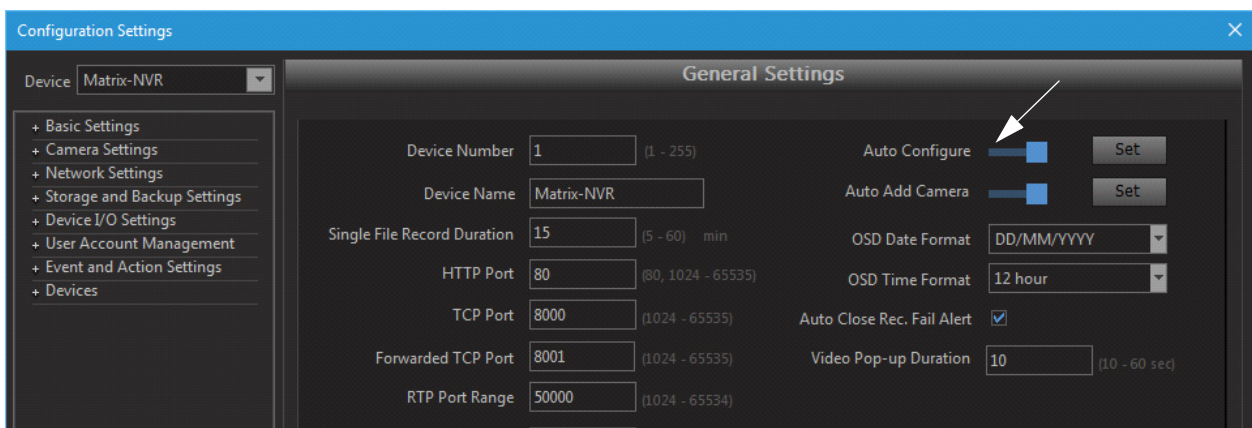 Configuration Settings
Device Matrix-NVR
General Settings
+ Basic Settings
+ Camera Settings
+ Network Settings
+ Storage and Backup Settings
+ Device I/O Settings
+ User Account Management
+ Event and Action Settings
+ Devices
Device Number 1 (1 - 255)
Device Name Matrix-NVR
Single File Record Duration 15 (5 - 60) min
HTTP Port 80 (80, 1024 - 65535)
TCP Port 8000 (1024 - 65535)
Forwarded TCP Port 8001 (1024 - 65535)
RTP Port Range 50000 (1024 - 65534)
Auto Configure Set
Auto Add Camera Set
OSD Date Format DD/MM/YYYY
OSD Time Format 12 hour
Auto Close Rec. Fail Alert
Video Pop-up Duration 10 (10 - 60 sec)